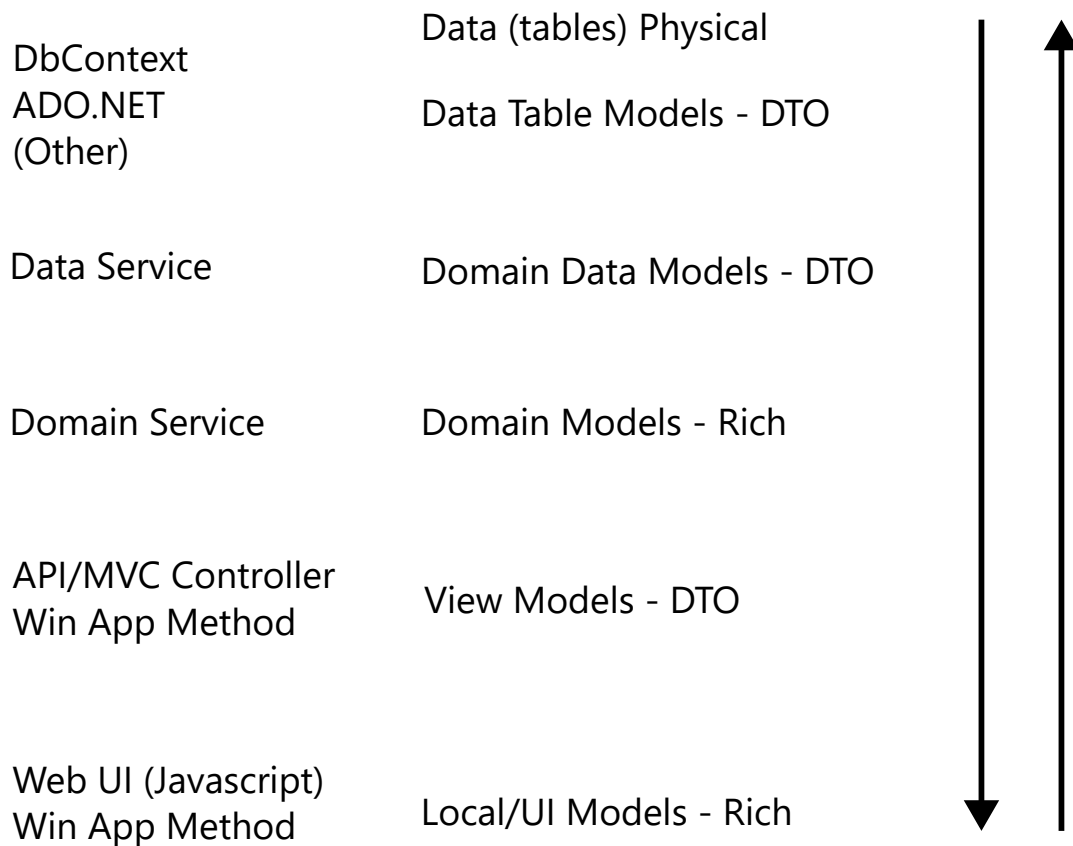 DbContext
ADO.NET
(Other)
Data (tables) Physical
Data Table Models - DTO
Data Service
Domain Data Models - DTO
Domain Service
Domain Models - Rich
API/MVC Controller
Win App Method
View Models - DTO
Web UI (Javascript)
Win App Method
Local/UI Models - Rich